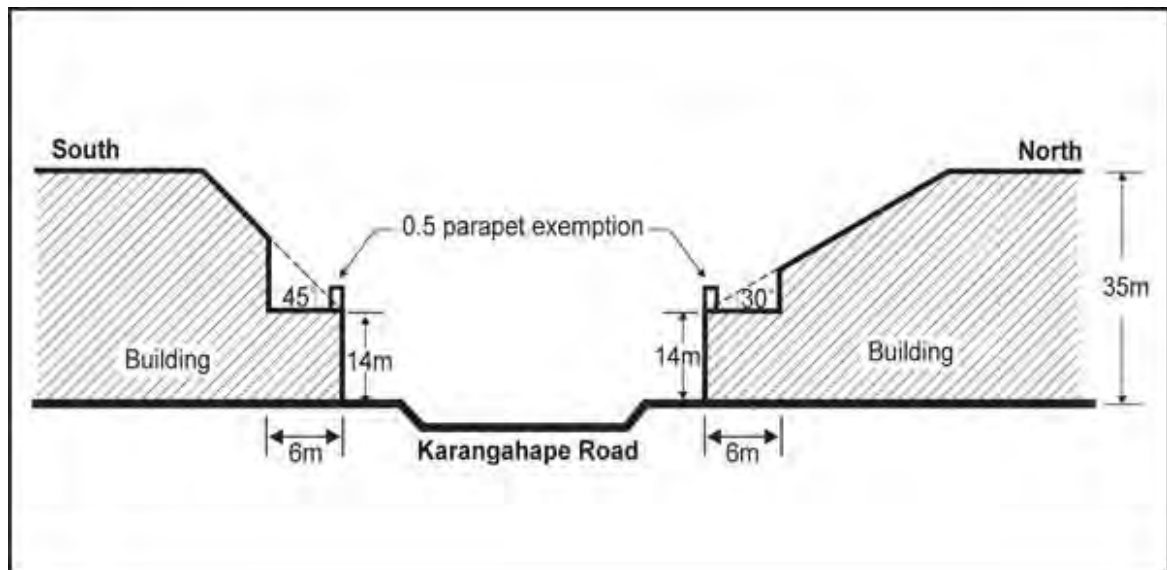 South
North
0.5 parapet exemption
45°
30°
35m
14m
14m
Building
Building
6m
Karangahape Road
6m